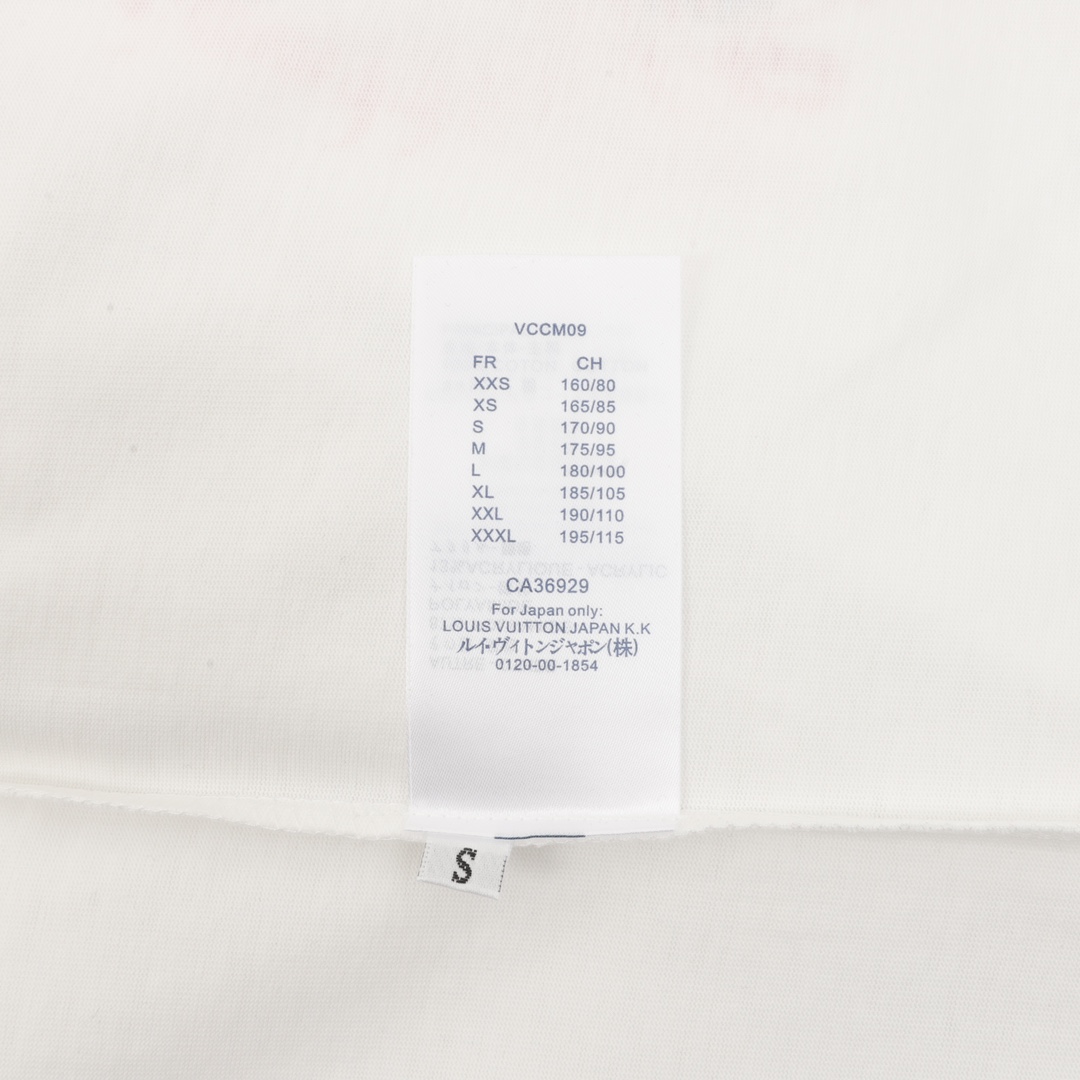 VCCM09
FR CH
XXS 160/80
XS 165/85
S 170/90
M 175/95
L 180/100
XL 185/105
XXL 190/110
XXXL 195/115
CA36929
For Japan only:
LOUIS VUITTON JAPAN K.K
ルイ・ヴィトンジャポン(株)
0120-00-1854
S